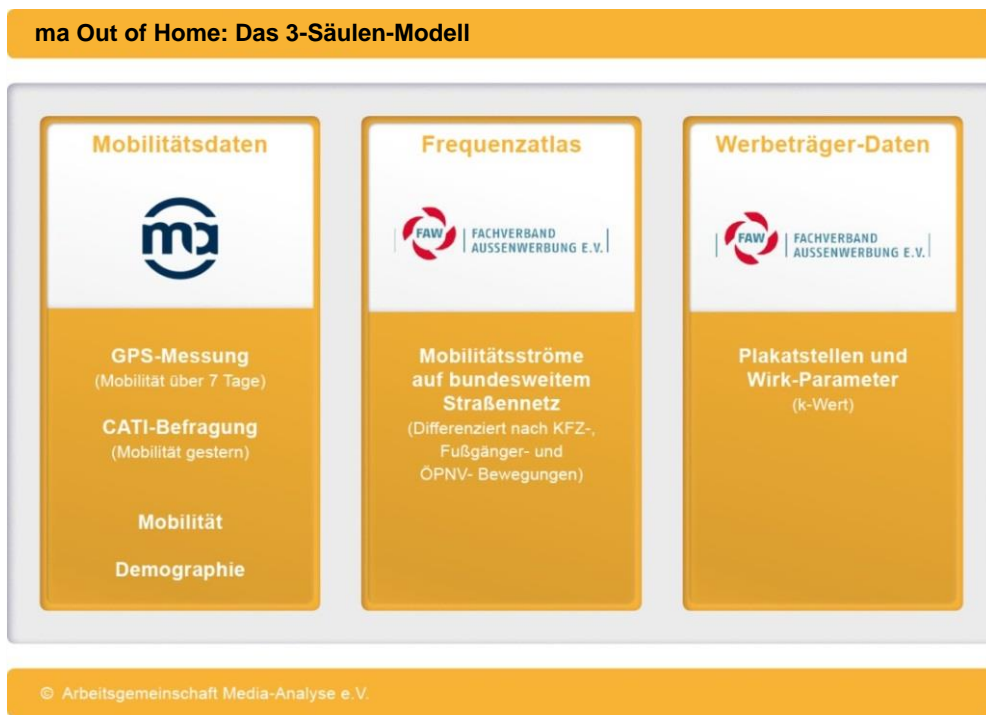 ma Out of Home: Das 3-Säulen-Modell
Mobilitätsdaten
ma
GPS-Messung
(Mobilität über 7 Tage)
CATI-Befragung
(Mobilität gestern)
Mobilität
Demographie
Frequenzatlas
FAW
FACHVERBAND
AUSSENWERBUNG E.V.
Mobilitätsströme
auf bundesweitem
Straßennetz
(Differenziert nach KFZ-,
Fußgänger- und
ÖPNV- Bewegungen)
Werbeträger-Daten
FAW
FACHVERBAND
AUSSENWERBUNG E.V.
Plakatstellen und
Wirk-Parameter
(k-Wert)
© Arbeitsgemeinschaft Media-Analyse e.V.